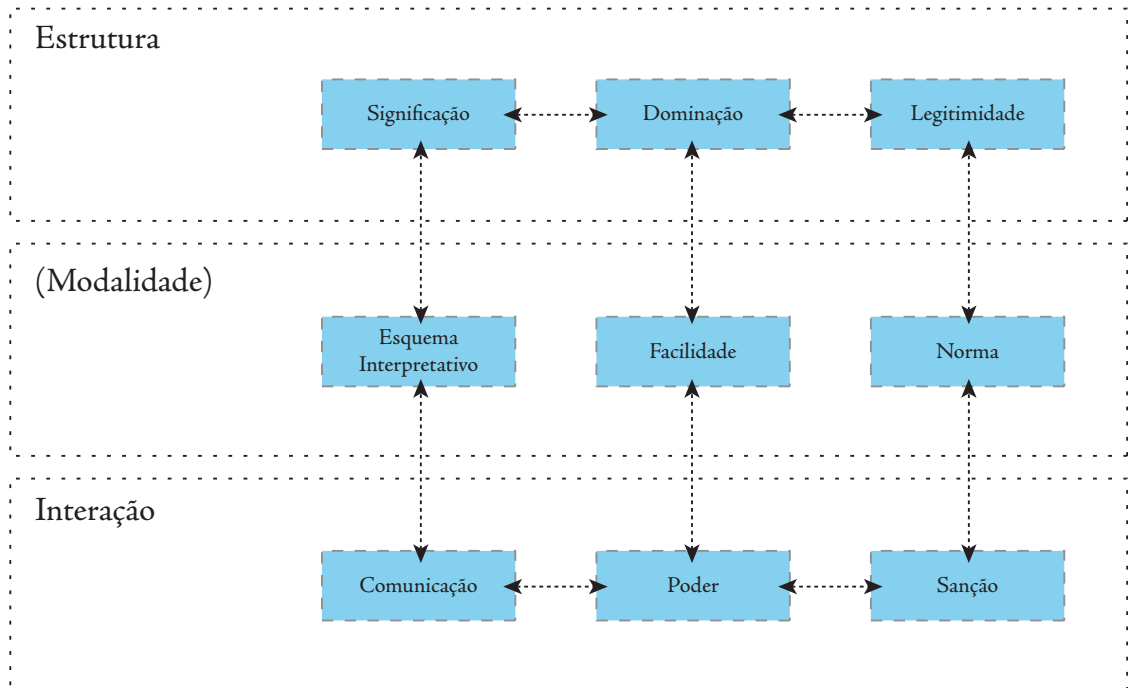 Estrutura
Significação
Dominação
Legitimidade
(Modalidade)
Esquema
Interpretativo
Facilidade
Norma
Interação
Comunicação
Poder
Sanção